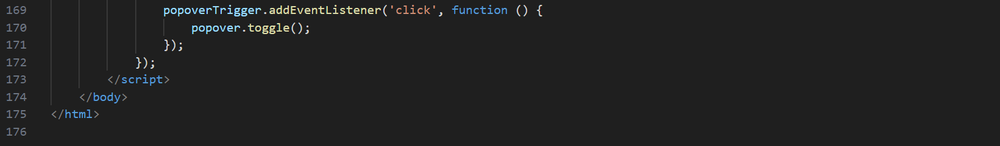 169 popoverTrigger.addEventListener('click', function () {
170 popover.toggle();
171 });
172 });
173 </script>
174 </body>
175 </html>
176